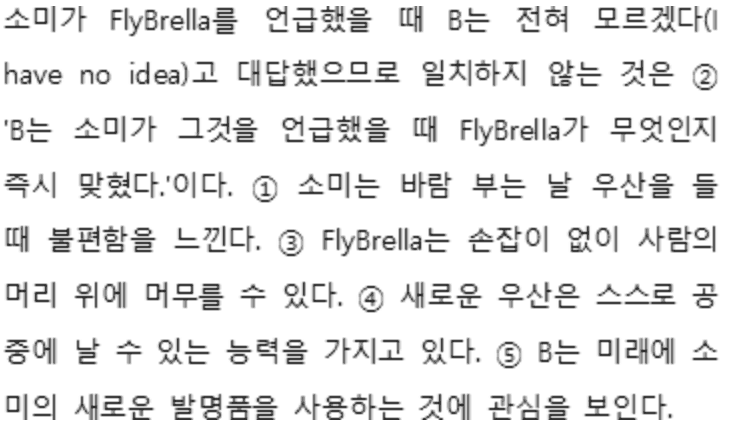 소미가 FlyBrella를 언급했을 때 B는 전혀 모르겠다(I
have no idea)고 대답했으므로 일치하지 않는 것은 ②
'B는 소미가 그것을 언급했을 때 FlyBrella가 무엇인지
즉시 맞혔다.'이다. ① 소미는 바람 부는 날 우산을 들
때 불편함을 느낀다. ③ FlyBrella는 손잡이 없이 사람의
머리 위에 머무를 수 있다. ④ 새로운 우산은 스스로 공
중에 날 수 있는 능력을 가지고 있다. ⑤ B는 미래에 소
미의 새로운 발명품을 사용하는 것에 관심을 보인다.